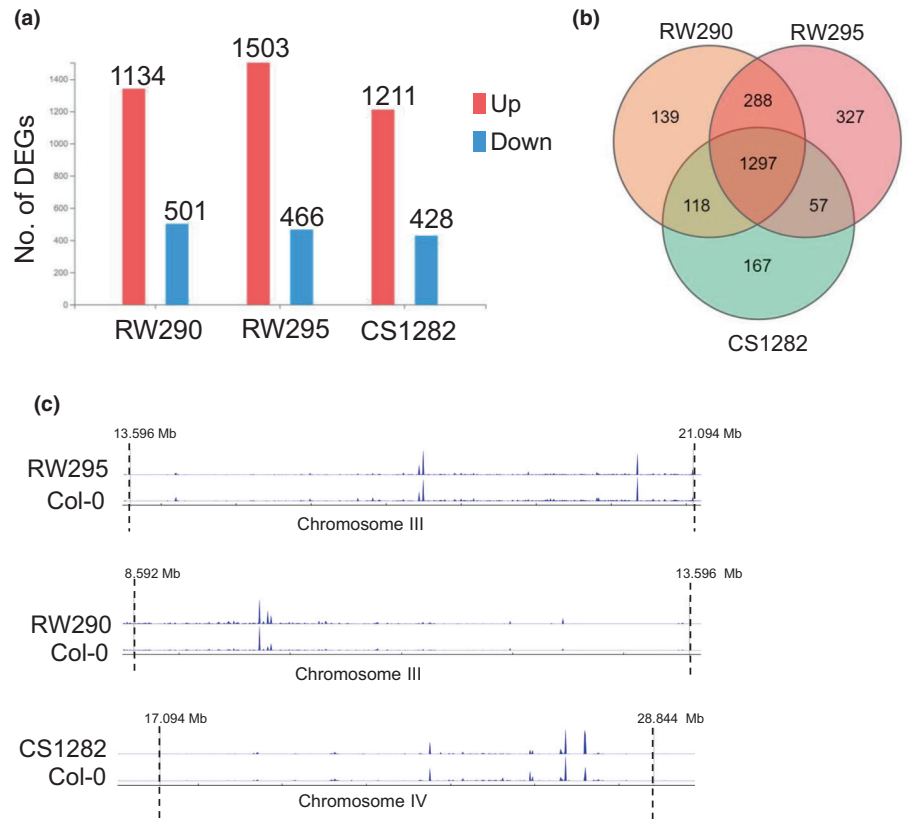 (a)
No. of DEGs
1400
1200
1000
800
600
400
200
0
1134
501
1503
466
1211
428
RW290
RW295
CS1282
Up
Down
(b)
RW290
RW295
139
288
327
1297
118
57
167
CS1282
(c)
13.596 Mb
21.094 Mb
RW295
Col-0
Chromosome III
8.592 Mb
13.596 Mb
RW290
Col-0
Chromosome III
17.094 Mb
28.844 Mb
CS1282
Col-0
Chromosome IV